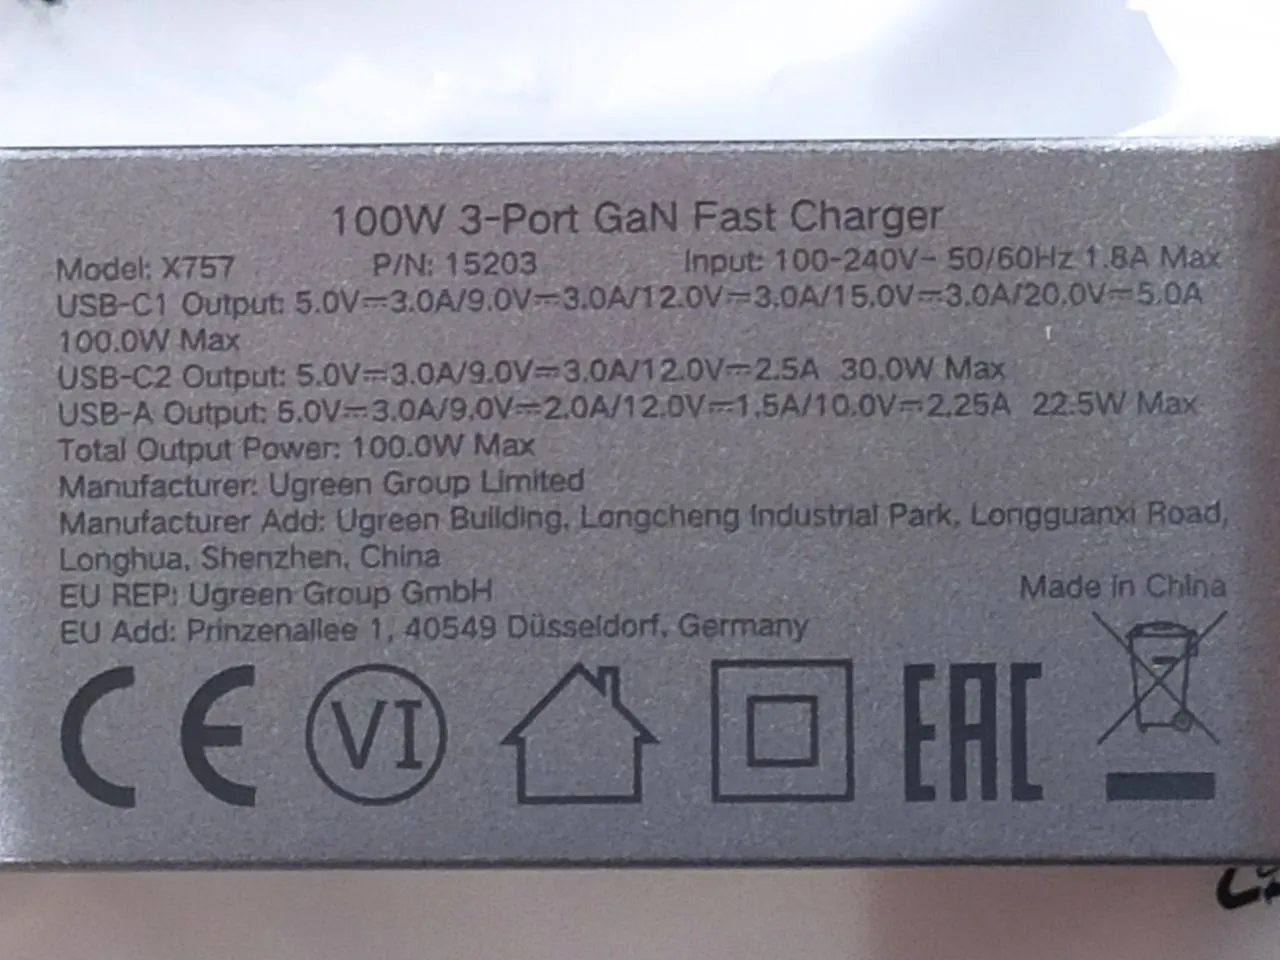 100W 3-Port GaN Fast Charger
Model: X757 P/N: 15203 Input: 100-240V~ 50/60Hz 1.8A Max
USB-C1 Output: 5.0V⎓3.0A/9.0V⎓3.0A/12.0V⎓3.0A/15.0V⎓3.0A/20.0V⎓5.0A
100.0W Max
USB-C2 Output: 5.0V⎓3.0A/9.0V⎓3.0A/12.0V⎓2.5A 30.0W Max
USB-A Output: 5.0V⎓3.0A/9.0V⎓2.0A/12.0V⎓1.5A/10.0V⎓2.25A 22.5W Max
Total Output Power: 100.0W Max
Manufacturer: Ugreen Group Limited
Manufacturer Add: Ugreen Building, Longcheng Industrial Park, Longguanxi Road,
Longhua, Shenzhen, China
EU REP: Ugreen Group GmbH
Made in China
EU Add: Prinzenallee 1, 40549 Düsseldorf, Germany
CE VI EAC